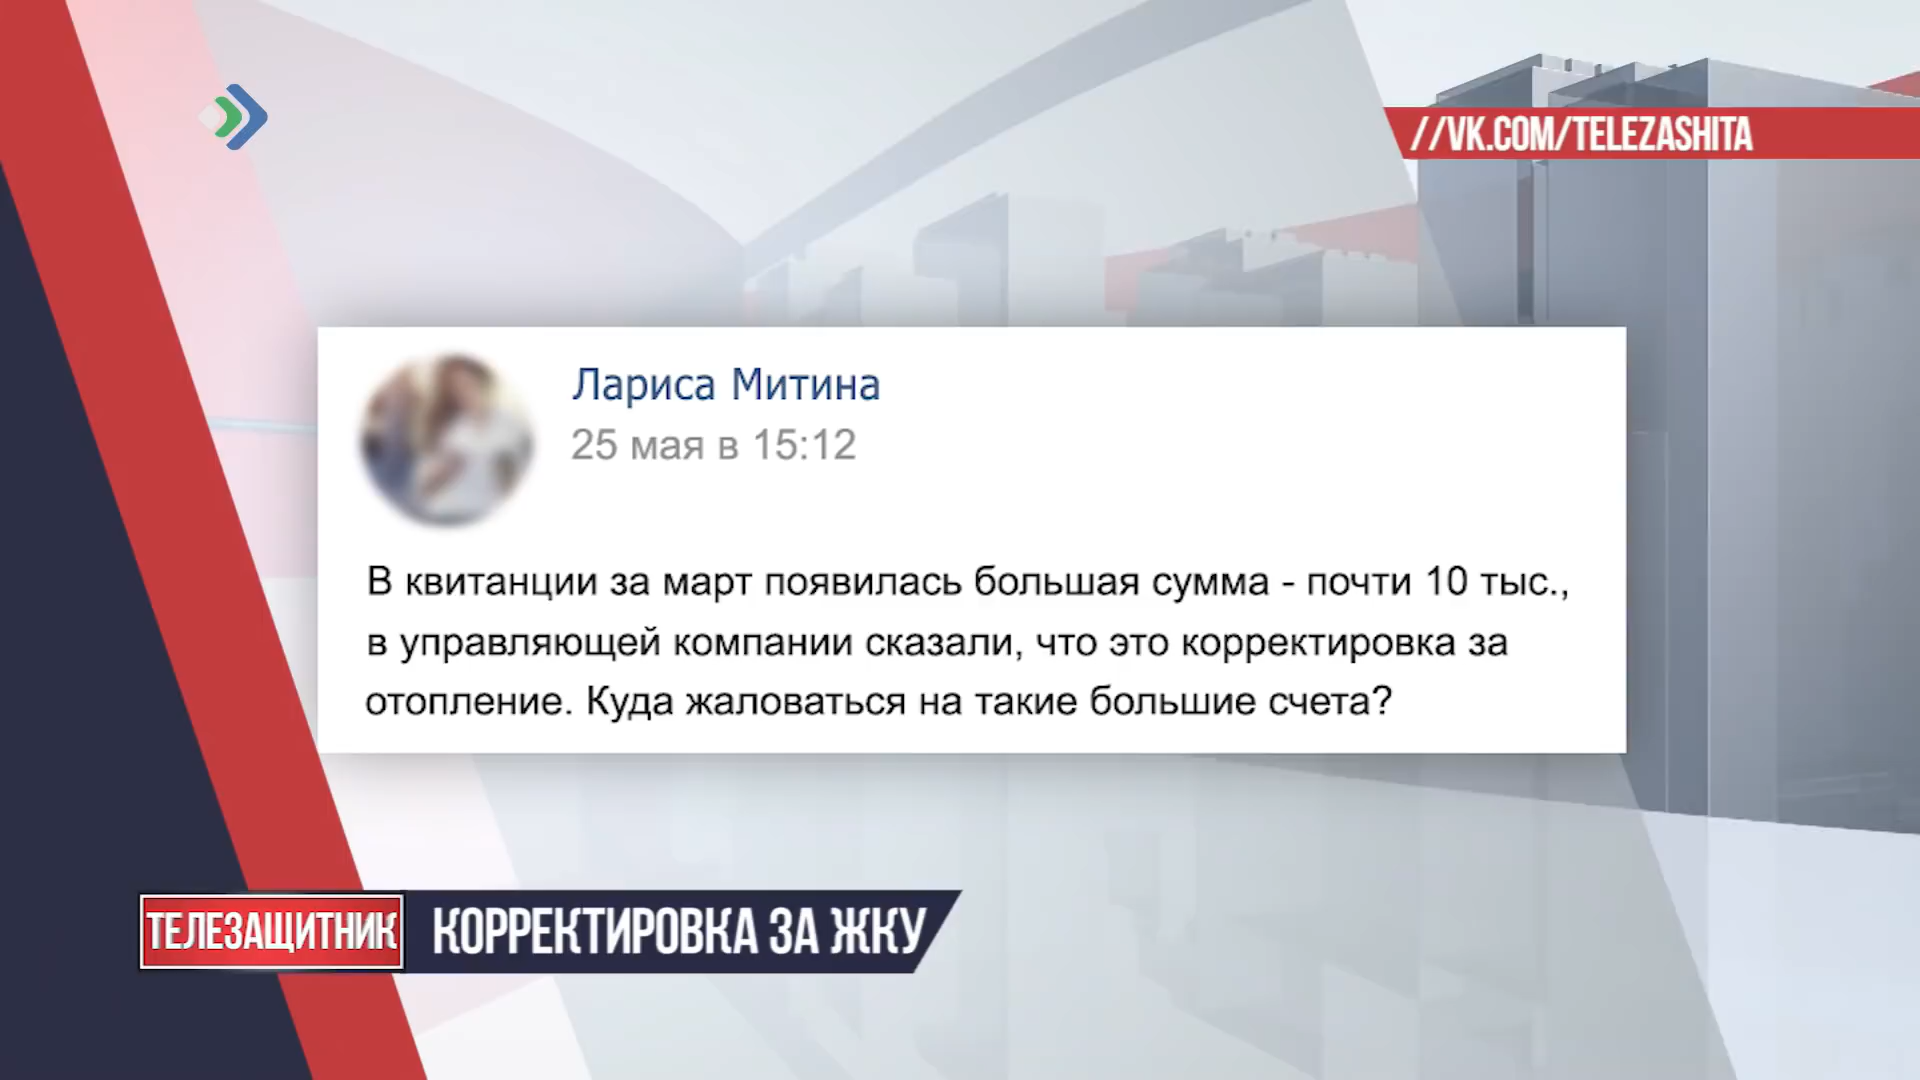 //VK.COM/TELEZASHITA
Лариса Митина
25 мая в 15:12
В квитанции за март появилась большая сумма - почти 10 тыс.,
в управляющей компании сказали, что это корректировка за
отопление. Куда жаловаться на такие большие счета?
ТЕЛЕЗАЩИТНИК КОРРЕКТИРОВКА ЗА ЖКУ